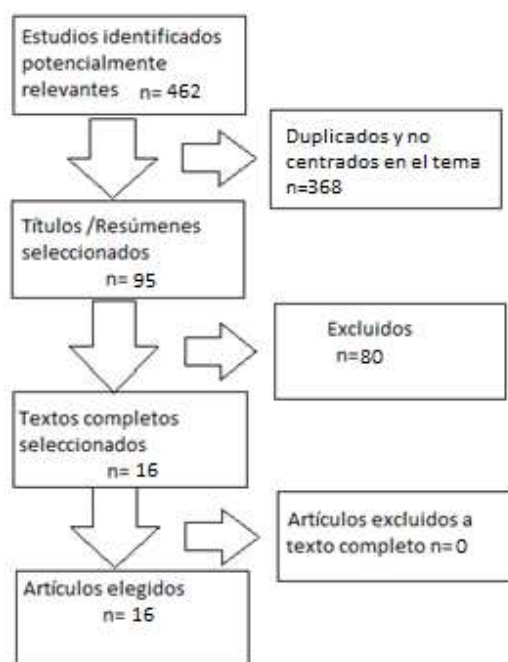 Estudios identificados
potencialmente
relevantes n= 462
Duplicados y no
centrados en el tema
n=368
Títulos /Resúmenes
seleccionados
n= 95
Excluidos
n=80
Textos completos
seleccionados
n= 16
Artículos excluidos a
texto completo n=0
Artículos elegidos
n= 16